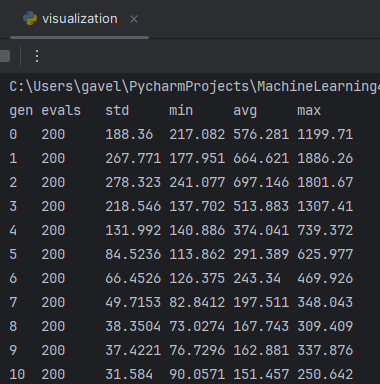 visualization
C:\Users\gavel\PycharmProjects\MachineLearning
gen evals std min avg max
0 200 188.36 217.082 576.281 1199.71
1 200 267.771 177.951 664.621 1886.26
2 200 278.323 241.077 697.146 1801.67
3 200 218.546 137.702 513.883 1307.41
4 200 131.992 140.886 374.041 739.372
5 200 84.5236 113.862 291.389 625.977
6 200 66.4526 126.375 243.34 469.926
7 200 49.7153 82.8412 197.511 348.043
8 200 38.3504 73.0274 167.743 309.409
9 200 37.4221 76.7296 162.881 337.876
10 200 31.584 90.0571 151.457 250.642